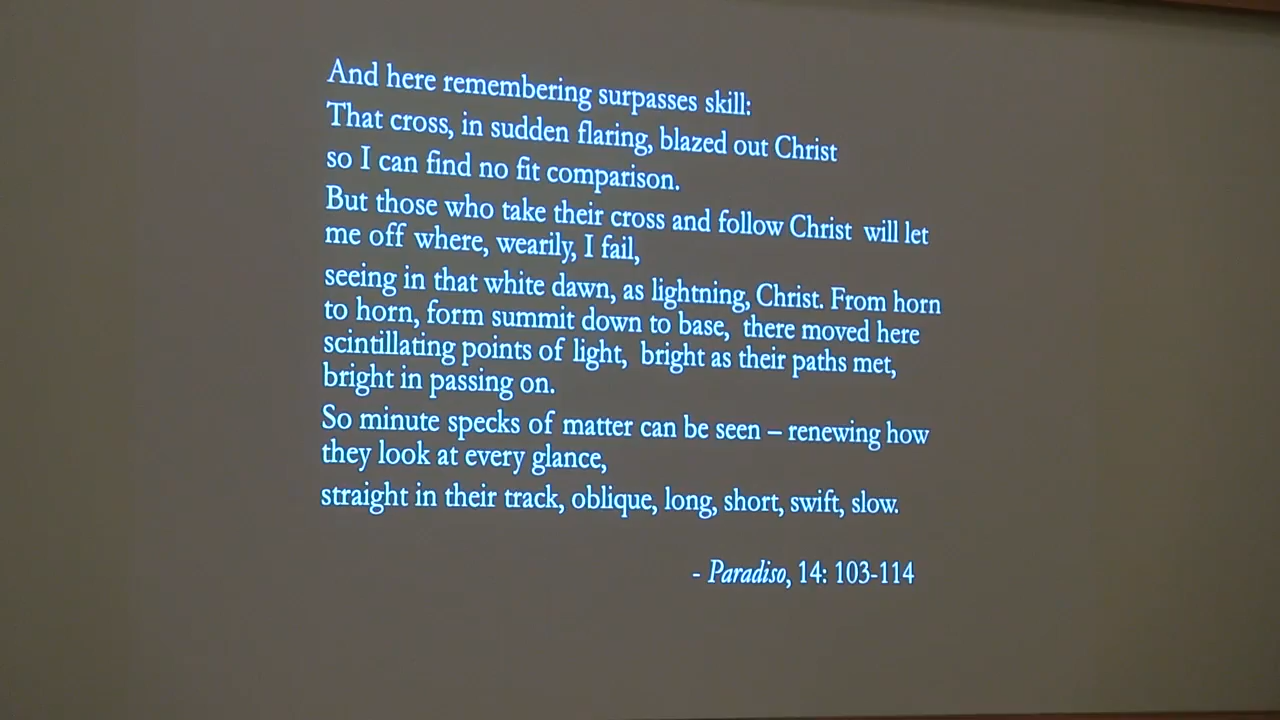 And here remembering surpasses skill:
That cross, in sudden flaring, blazed out Christ
so I can find no fit comparison.
But those who take their cross and follow Christ will let
me off where, wearily, I fail,
seeing in that white dawn, as lightning, Christ. From horn
to horn, form summit down to base, there moved here
scintillating points of light, bright as their paths met,
bright in passing on.
So minute specks of matter can be seen – renewing how
they look at every glance,
straight in their track, oblique, long, short, swift, slow.
- Paradiso, 14: 103-114